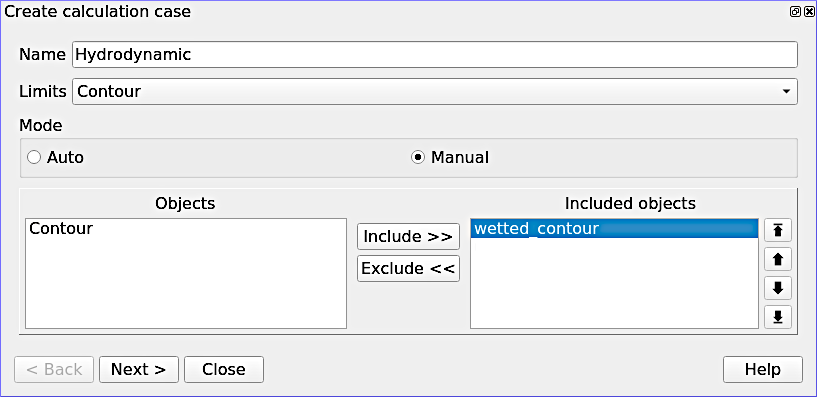 Create calculation case
Name Hydrodynamic
Limits Contour
Mode
Auto Manual
Objects Included objects
Contour Include >> wetted_contour
Exclude <<
< Back Next > Close Help